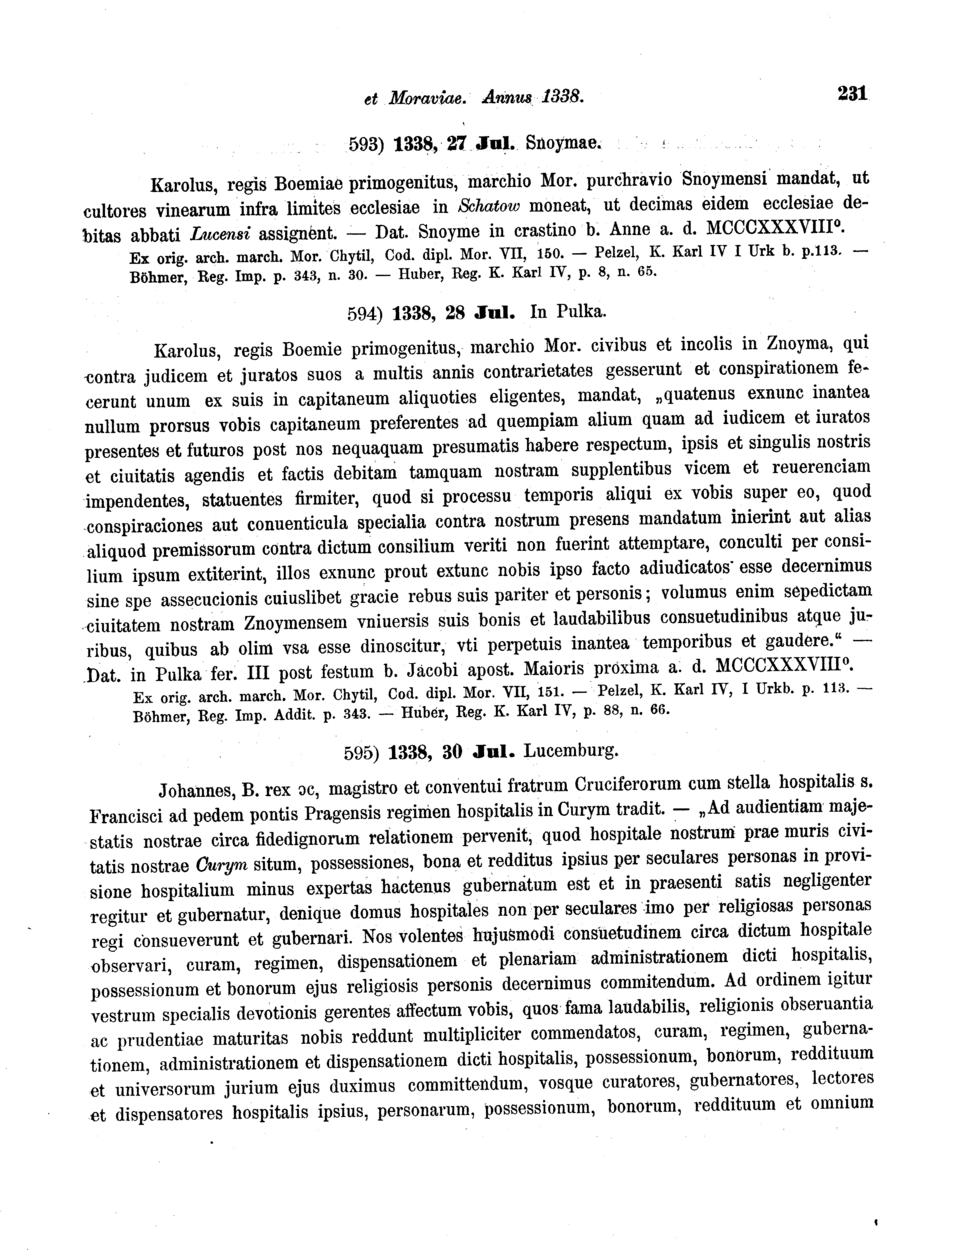 et Moraviae. Annus 1338.
231
593) 1338, 27 Jul. Snoymae.
Karolus, regis Boemiae primogenitus, marchio Mor. purchravio Snoymensi mandat, ut
cultores vinearum infra limites ecclesiae in Schatow moneat, ut decimas eidem ecclesiae de-
bitas abbati Lucensi assignent. — Dat. Snoyme in crastino b. Anne a. d. MCCCXXXVIIIº.
Ex orig. arch. march. Mor. Chytil, Cod. dipl. Mor. VII, 150. — Pelzel, K. Karl IV I Urk b. p.113. —
Böhmer, Reg. Imp. p. 343, n. 30. — Huber, Reg. K. Karl IV, p. 8, n. 65.
594) 1338, 28 Jul. In Pulka.
Karolus, regis Boemie primogenitus, marchio Mor. civibus et incolis in Znoyma, qui
contra judicem et juratos suos a multis annis contrarietates gesserunt et conspirationem fe-
cerunt unum ex suis in capitaneum aliquoties eligentes, mandat, „quatenus exnunc inantea
nullum prorsus vobis capitaneum preferentes ad quempiam alium quam ad iudicem et iuratos
presentes et futuros post nos nequaquam presumatis habere respectum, ipsis et singulis nostris
et ciuitatis agendis et factis debitam tamquam nostram supplentibus vicem et reuerenciam
impendentes, statuentes firmiter, quod si processu temporis aliqui ex vobis super eo, quod
conspiraciones aut conuenticula specialia contra nostrum presens mandatum inierint aut alias
aliquod premissorum contra dictum consilium veriti non fuerint attemptare, conculti per consi-
lium ipsum extiterint, illos exnunc prout extunc nobis ipso facto adiudicatos esse decernimus
sine spe assecucionis cuiuslibet gracie rebus suis pariter et personis; volumus enim sepedictam
ciuitatem nostram Znoymensem vniuersis suis bonis et laudabilibus consuetudinibus atque ju-
ribus, quibus ab olim vsa esse dinoscitur, vti perpetuis inantea temporibus et gaudere.“ —
Dat. in Pulka fer. III post festum b. Jacobi apost. Maioris proxima a. d. MCCCXXXVIIIº.
Ex orig. arch. march. Mor. Chytil, Cod. dipl. Mor. VII, 151. — Pelzel, K. Karl IV, I Urkb. p. 113. —
Böhmer, Reg. Imp. Addit. p. 343. — Huber, Reg. K. Karl IV, p. 88, n. 66.
595) 1338, 30 Jul. Lucemburg.
Johannes, B. rex ɔc, magistro et conventui fratrum Cruciferorum cum stella hospitalis s.
Francisci ad pedem pontis Pragensis regimen hospitalis in Curym tradit. — „Ad audientiam maje-
statis nostrae circa fidedignorum relationem pervenit, quod hospitale nostrum prae muris civi-
tatis nostrae Curym situm, possessiones, bona et redditus ipsius per seculares personas in provi-
sione hospitalium minus expertas hactenus gubernatum est et in praesenti satis negligenter
regitur et gubernatur, denique domus hospitales non per seculares imo per religiosas personas
regi consueverunt et gubernari. Nos volentes hujusmodi consuetudinem circa dictum hospitale
observari, curam, regimen, dispensationem et plenariam administrationem dicti hospitalis,
possessionum et bonorum ejus religiosis personis decernimus commitendum. Ad ordinem igitur
vestrum specialis devotionis gerentes affectum vobis, quos fama laudabilis, religionis obseruantia
ac prudentiae maturitas nobis reddunt multipliciter commendatos, curam, regimen, guberna-
tionem, administrationem et dispensationem dicti hospitalis, possessionum, bonorum,reddituum
et universorum jurium ejus duximus committendum, vosque curatores, gubernatores, lectores
et dispensatores hospitalis ipsius, personarum, possessionum, bonorum, reddituum et omnium